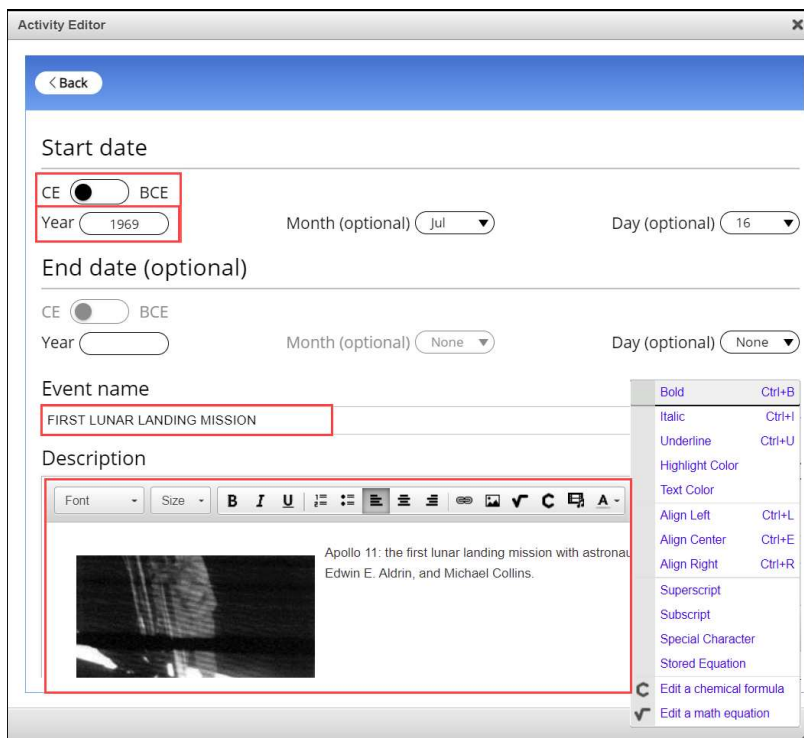 Activity Editor
Back
Start date
CE BCE
Year 1969 Month (optional) Jul Day (optional) 16
End date (optional)
CE BCE
Year Month (optional) None Day (optional) None
Event name
FIRST LUNAR LANDING MISSION
Description
Font Size B I U A
Apollo 11: the first lunar landing mission with
Edwin E. Aldrin, and Michael Collins.
Bold Ctrl+B
Italic Ctrl+I
Underline Ctrl+U
Highlight Color
Text Color
Align Left Ctrl+L
Align Center Ctrl+E
Align Right Ctrl+R
Superscript
Subscript
Special Character
Stored Equation
C Edit a chemical formula
√ Edit a math equation